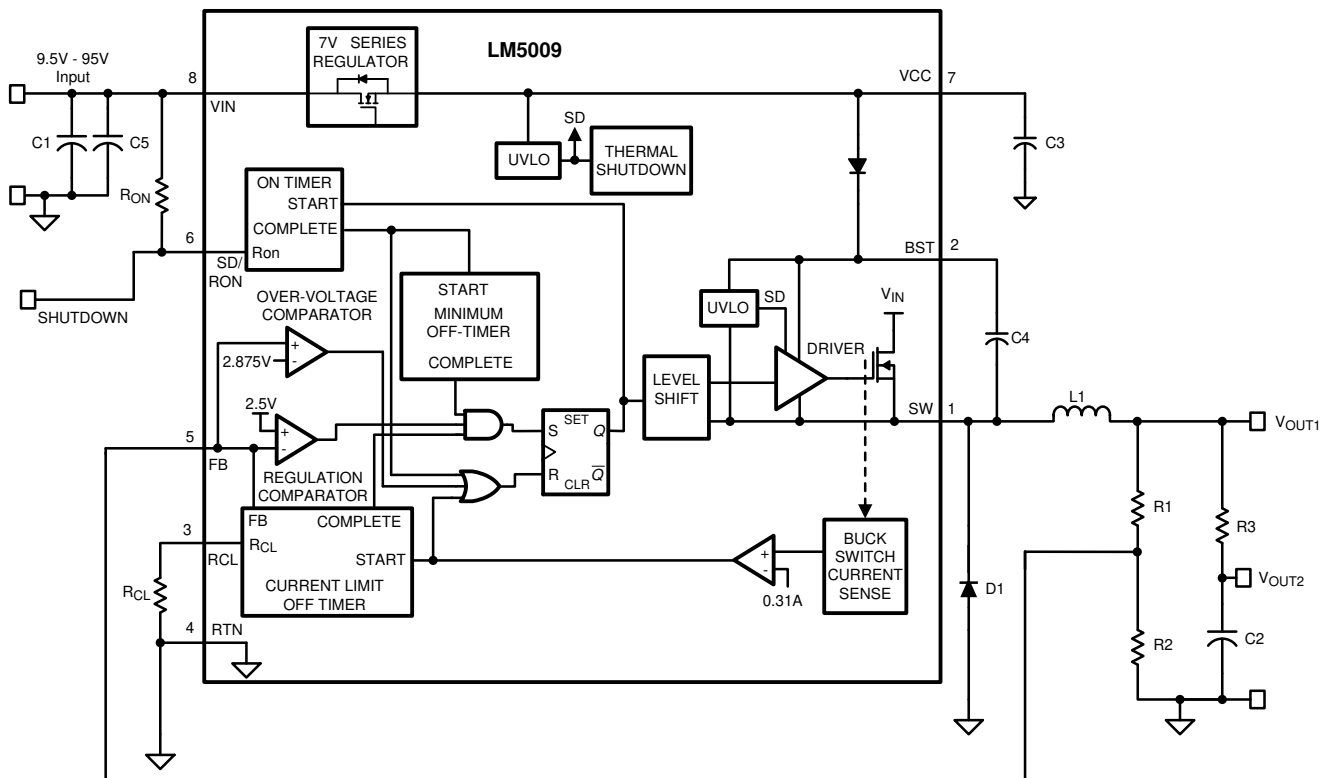 LM5009
7V SERIES
REGULATOR
9.5V - 95V
Input
8
VIN
VCC
7
C1
C5
RON
C3
SD
UVLO
THERMAL
SHUTDOWN
ON TIMER
START
COMPLETE
Ron
6
SD/
RON
SHUTDOWN
BST
2
START
MINIMUM
OFF-TIMER
COMPLETE
OVER-VOLTAGE
COMPARATOR
+
-
2.875V
UVLO
SD
VIN
DRIVER
C4
LEVEL
SHIFT
SW
1
L1
VOUT1
2.5V
+
-
5
FB
REGULATION
COMPARATOR
S
SET
Q
R
CLR
Q
FB
COMPLETE
RCL
START
CURRENT LIMIT
OFF TIMER
3
RCL
RCL
4
RTN
+
-
0.31A
BUCK
SWITCH
CURRENT
SENSE
D1
R1
R3
VOUT2
R2
C2